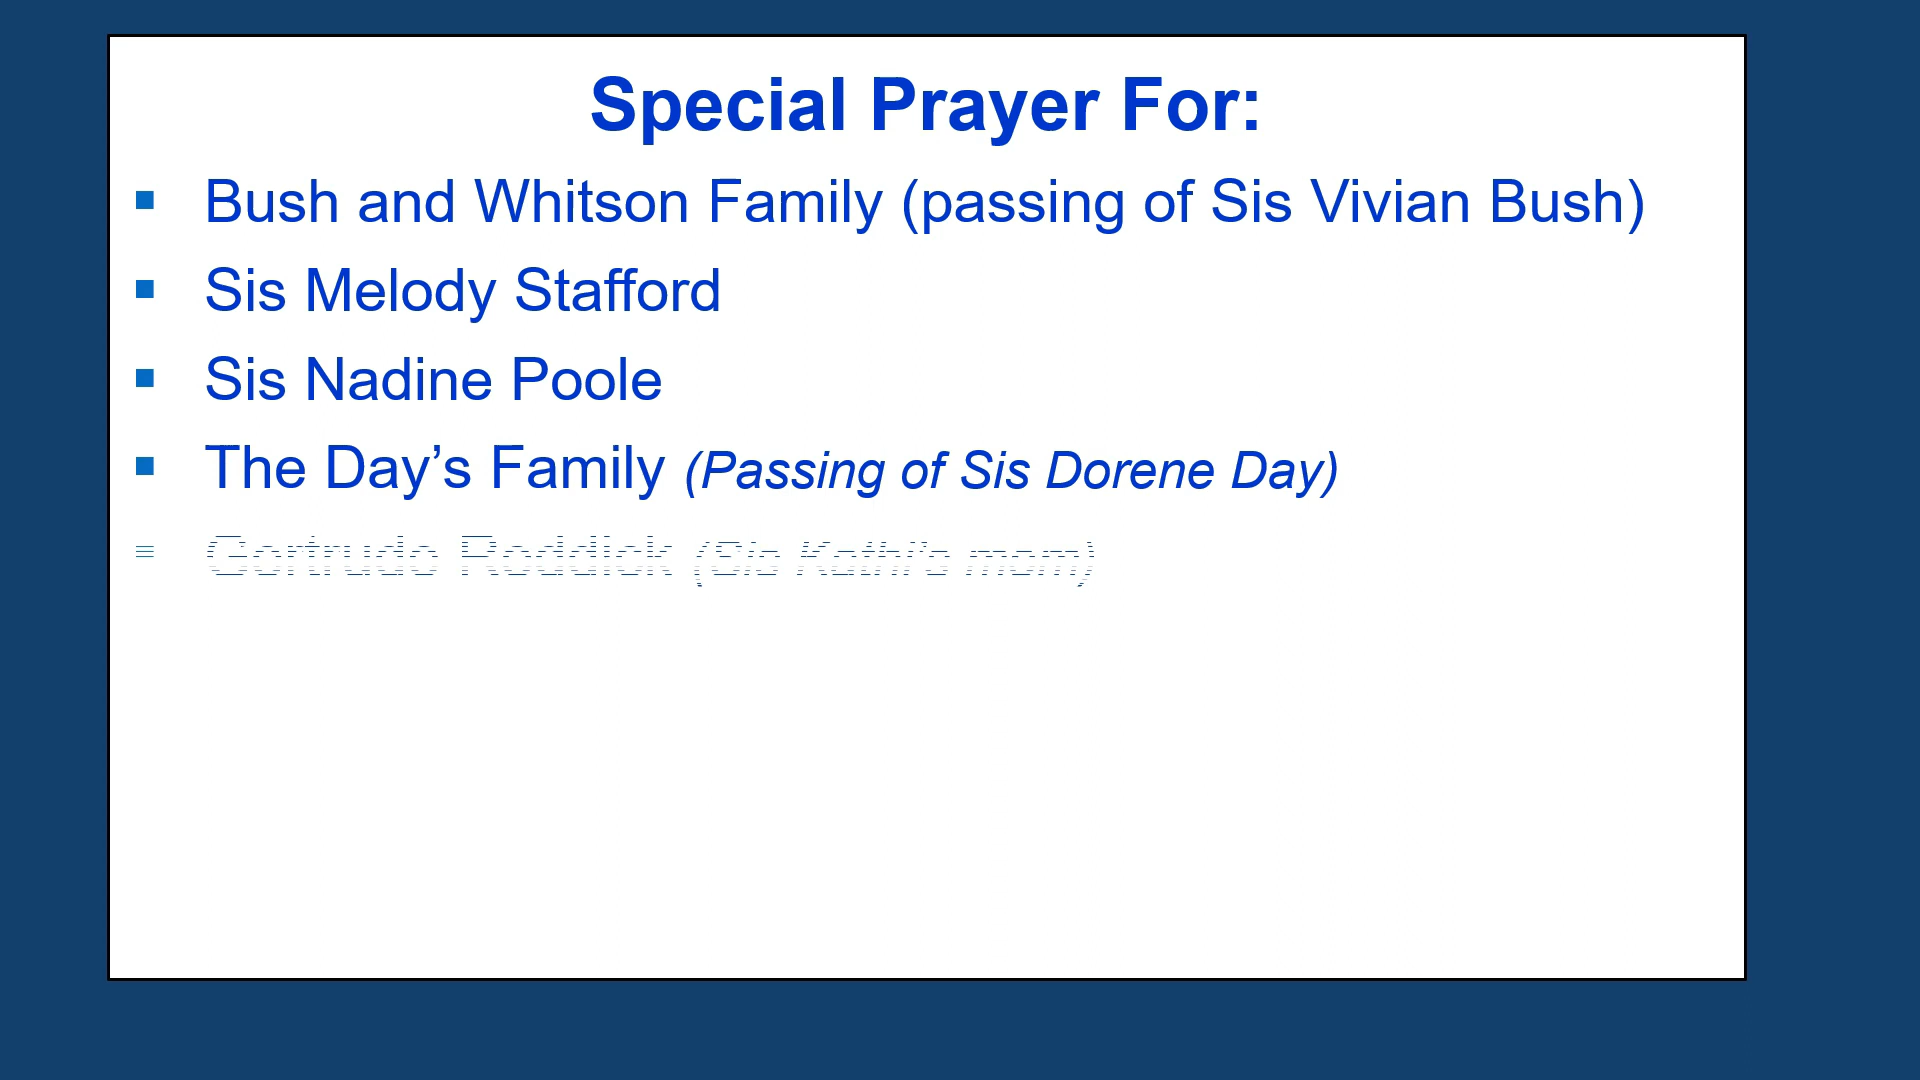 Special Prayer For:
Bush and Whitson Family (passing of Sis Vivian Bush)
Sis Melody Stafford
Sis Nadine Poole
The Day’s Family (Passing of Sis Dorene Day)
Gertrude Reddick (Sis Kathi's mom)